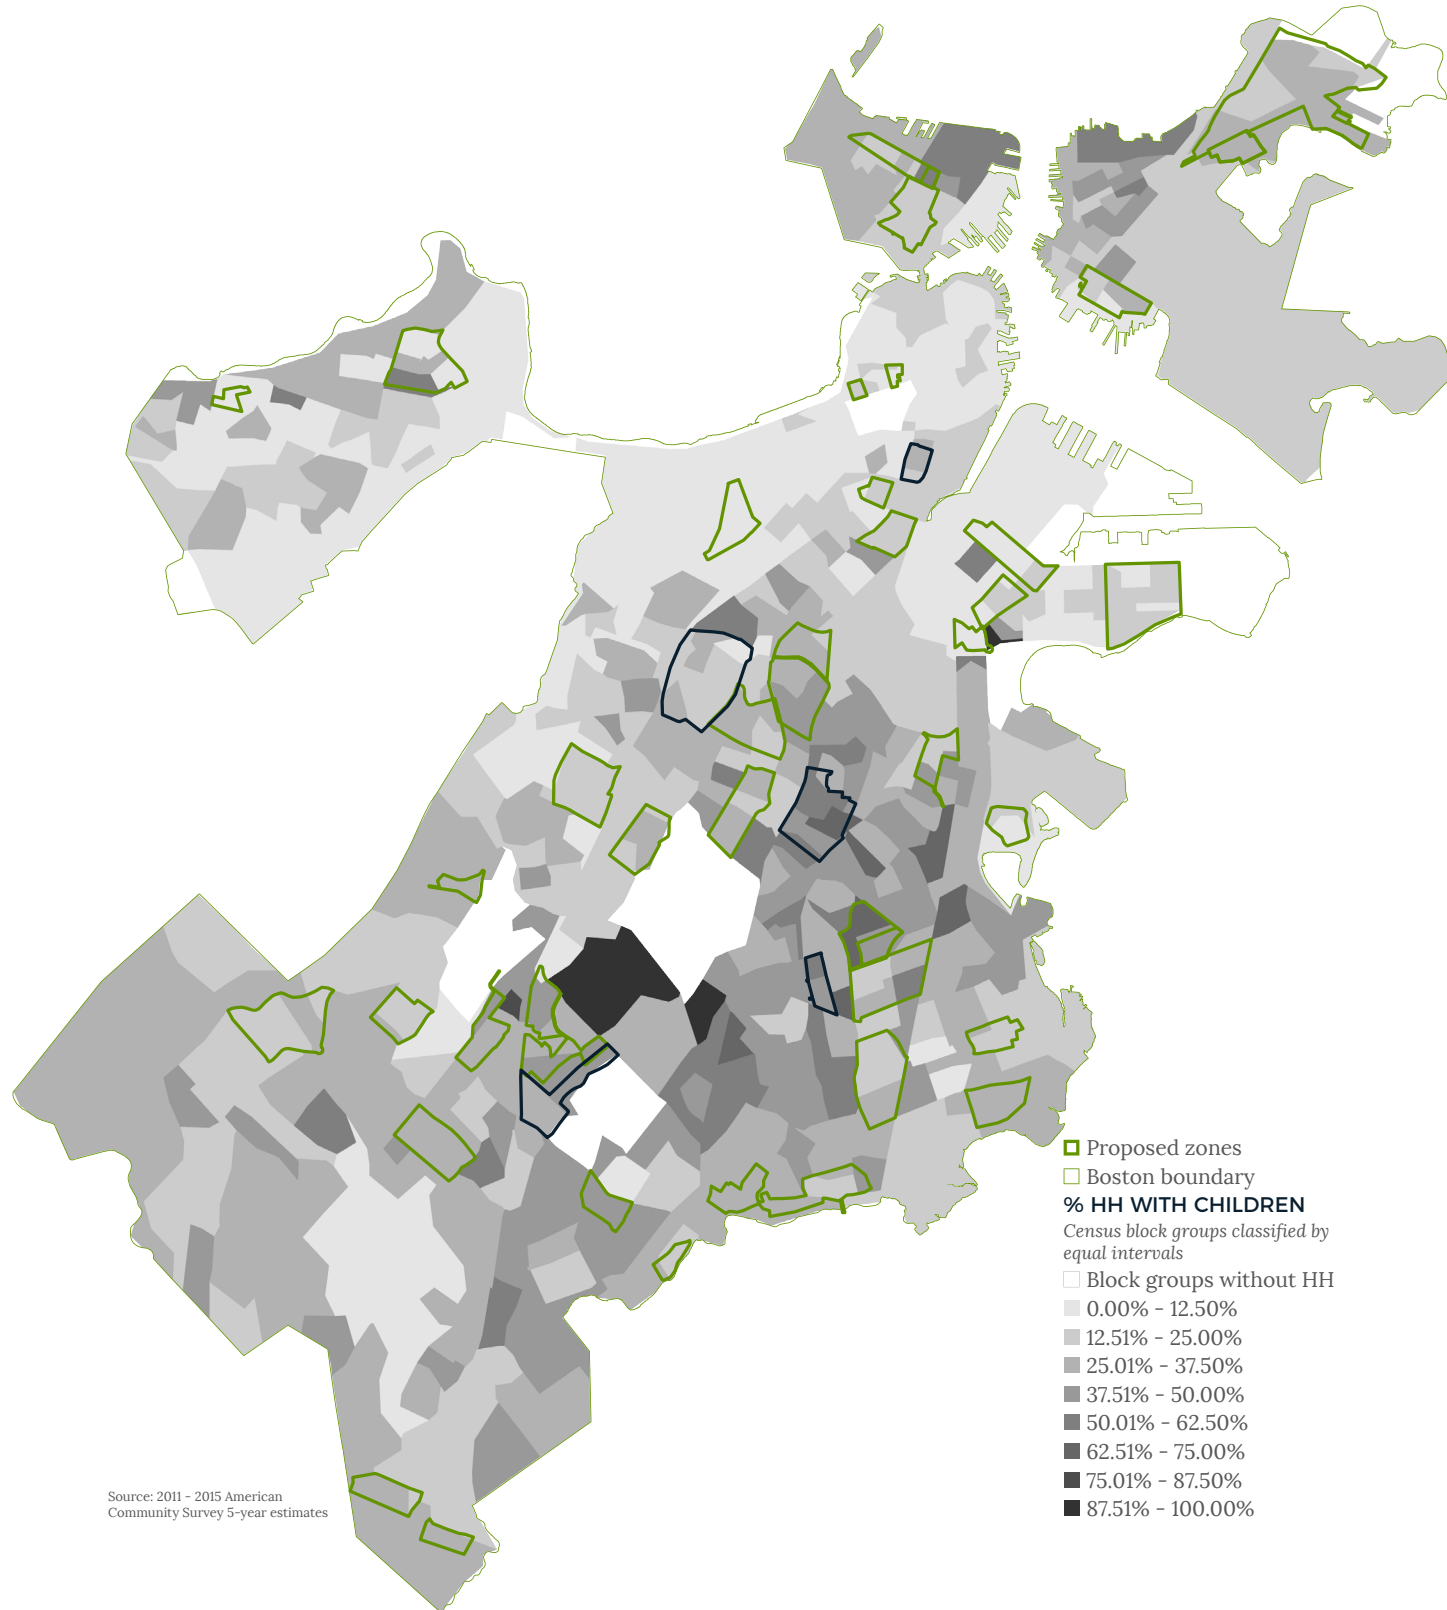 Proposed zones
Boston boundary
% HH WITH CHILDREN
Census block groups classified by
equal intervals
Block groups without HH
0.00% - 12.50%
12.51% - 25.00%
25.01% - 37.50%
37.51% - 50.00%
50.01% - 62.50%
62.51% - 75.00%
75.01% - 87.50%
87.51% - 100.00%
Source: 2011 - 2015 American
Community Survey 5-year estimates